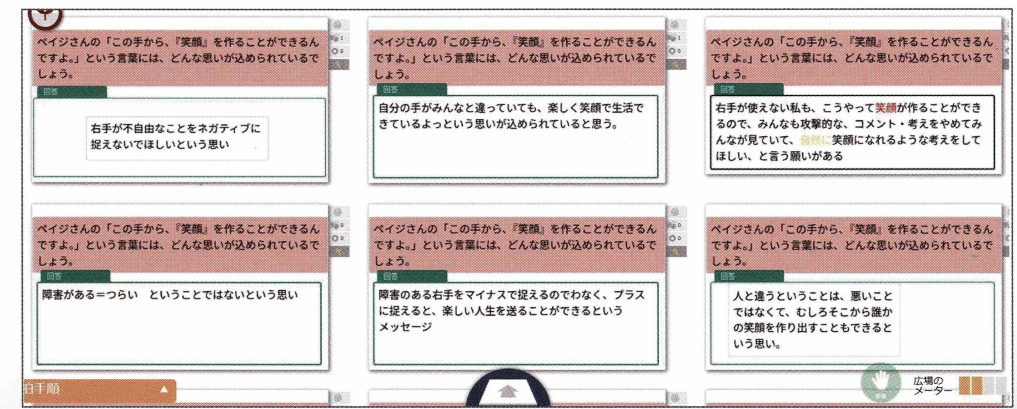 ペイジさんの「この手から、『笑顔』を作ることができるん
ですよ。」という言葉には、どんな思いが込められているで
しょう。
回答
右手が不自由なことをネガティブに
捉えないでほしいという思い
ペイジさんの「この手から、『笑顔』を作ることができるん
ですよ。」という言葉には、どんな思いが込められているで
しょう。
回答
自分の手がみんなと違っていても、楽しく笑顔で生活で
きているよっという思いが込められていると思う。
ペイジさんの「この手から、『笑顔』を作ることができるん
ですよ。」という言葉には、どんな思いが込められているで
しょう。
回答
右手が使えない私も、こうやって笑顔が作ることができ
るので、みんなも攻撃的な、コメント・考えをやめてみ
んなが見ていて、自然に笑顔になれるような考えをして
ほしい、と言う願いがある
ペイジさんの「この手から、『笑顔』を作ることができるん
ですよ。」という言葉には、どんな思いが込められているで
しょう。
回答
障害がある＝つらい　ということではないという思い
ペイジさんの「この手から、『笑顔』を作ることができるん
ですよ。」という言葉には、どんな思いが込められているで
しょう。
回答
障害のある右手をマイナスで捉えるのでわなく、プラス
に捉えると、楽しい人生を送ることができるという
メッセージ
ペイジさんの「この手から、『笑顔』を作ることができるん
ですよ。」という言葉には、どんな思いが込められているで
しょう。
回答
人と違うということは、悪いこと
ではなくて、むしろそこから誰か
の笑顔を作り出すこともできると
いう思い。
拍手順
広場の
メーター